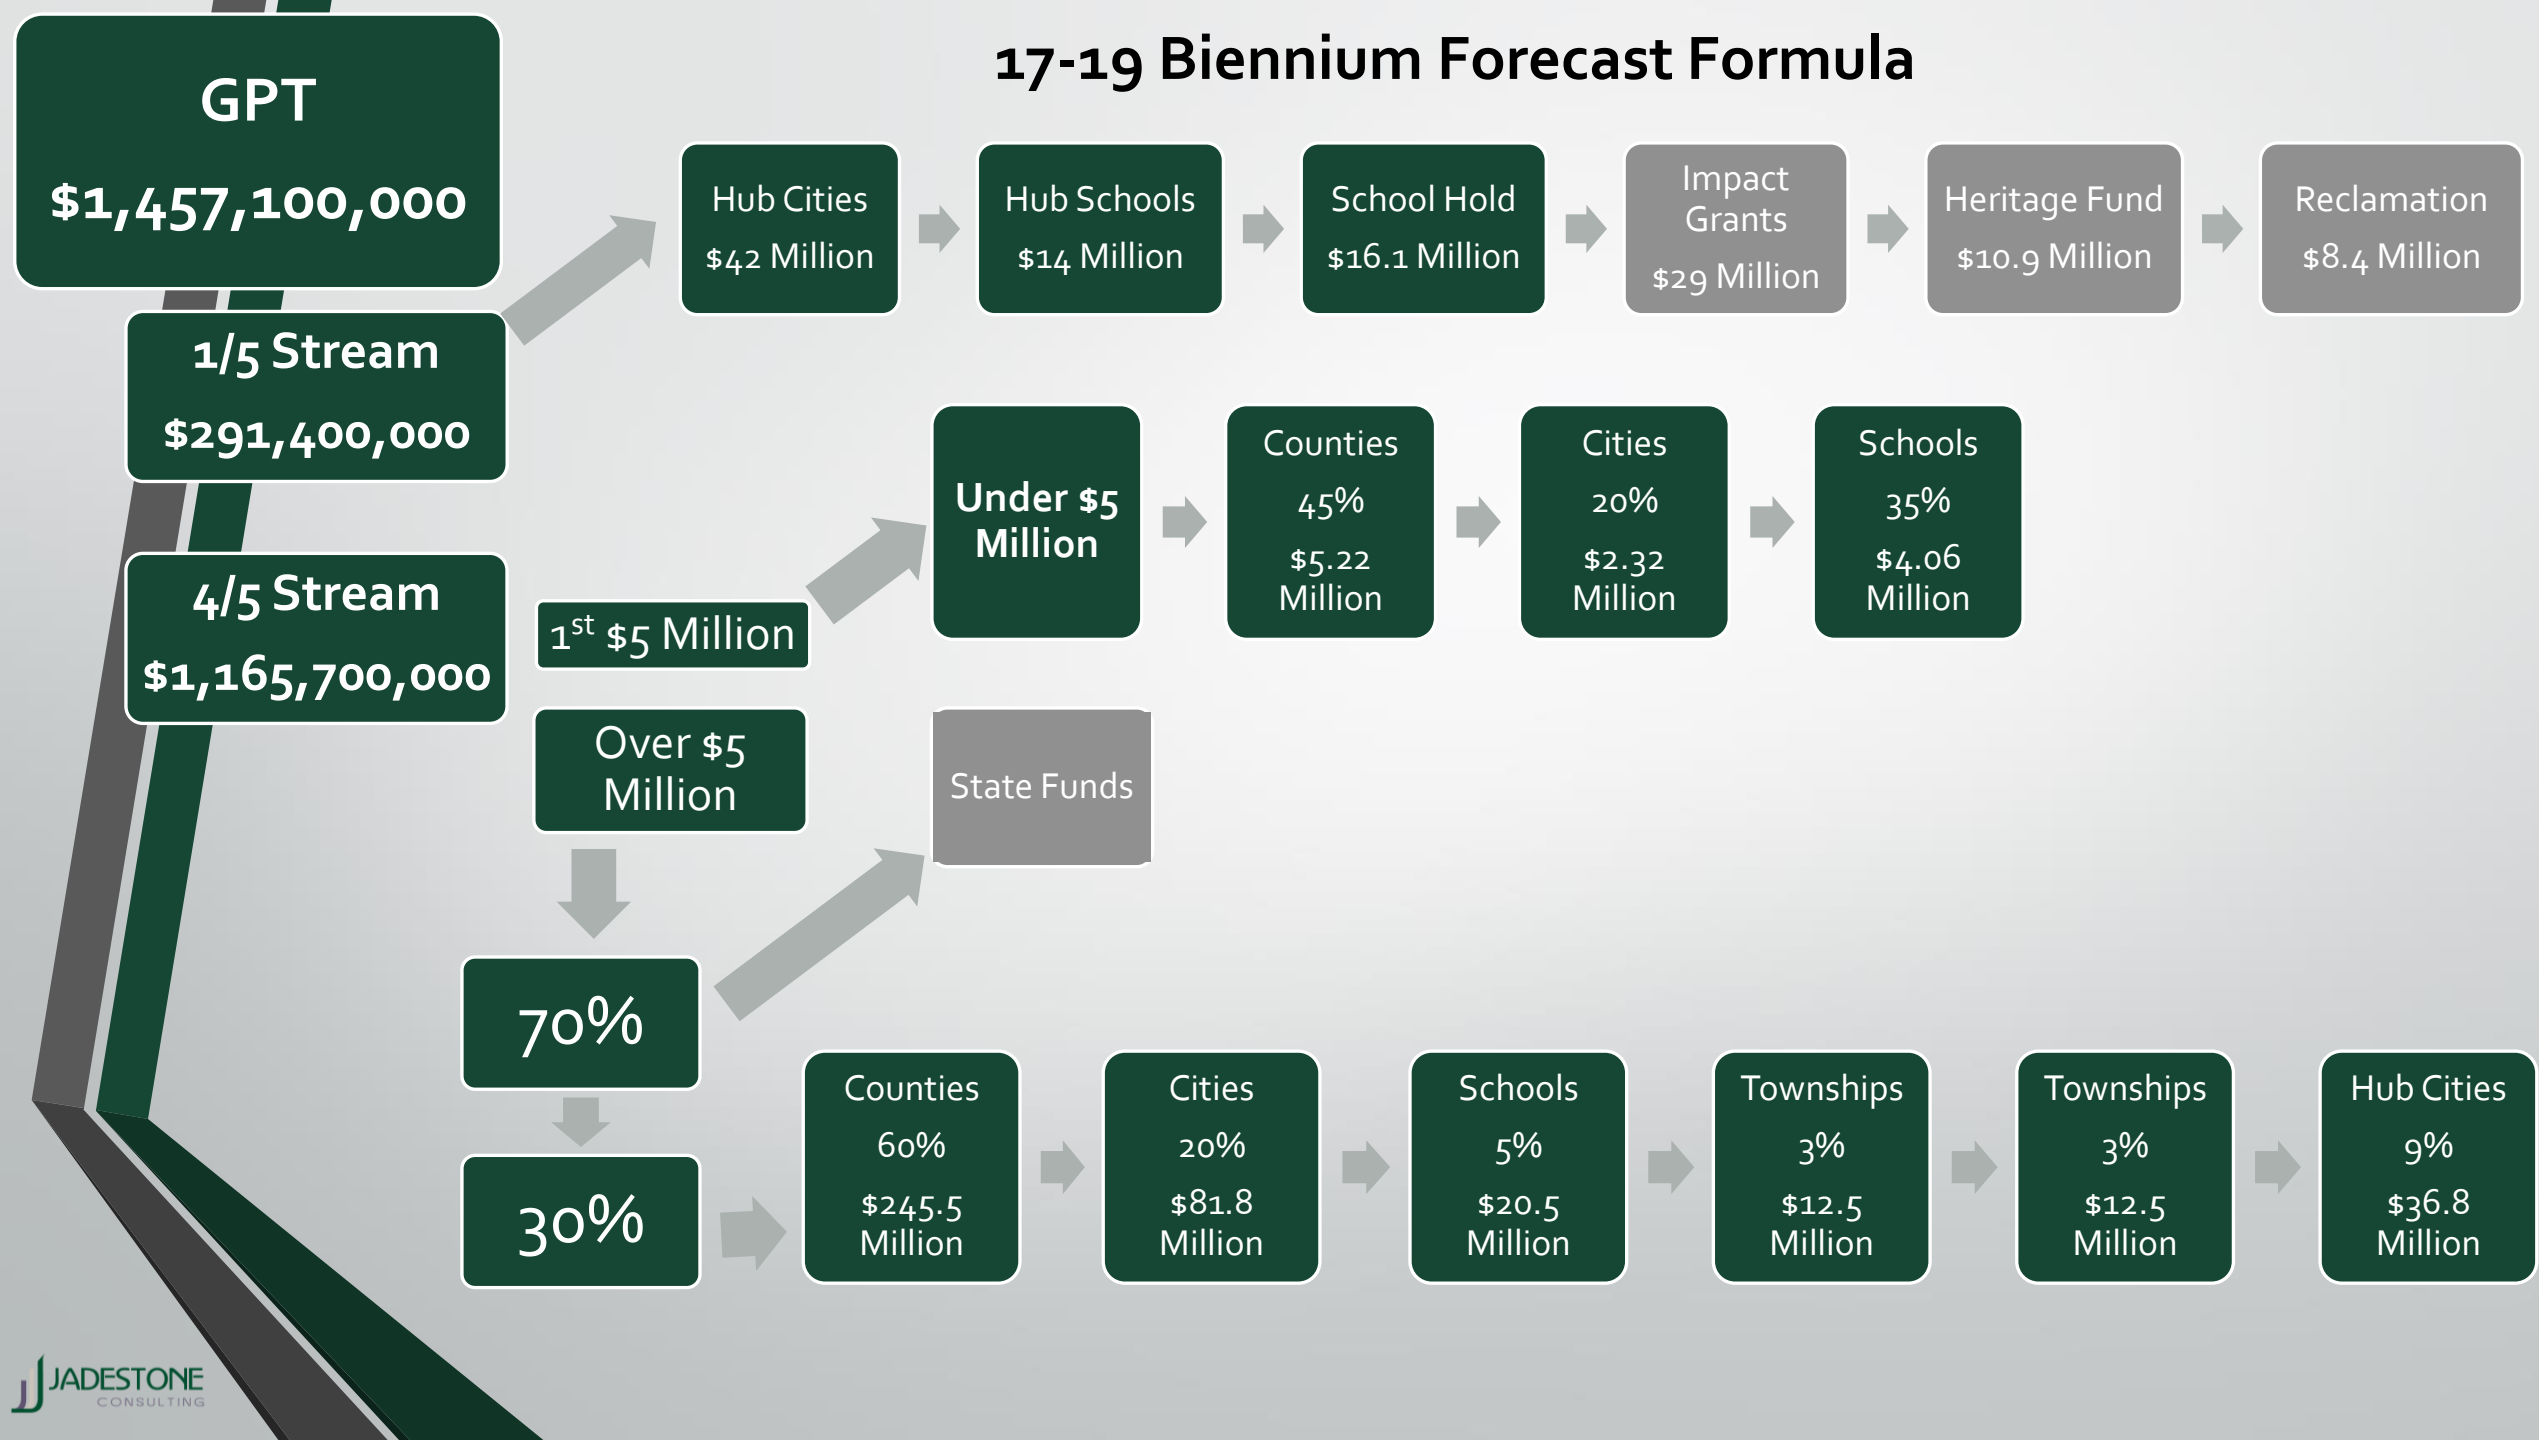 17-19 Biennium Forecast Formula
GPT
$1,457,100,000
1/5 Stream
$291,400,000
Hub Cities
$42 Million
Hub Schools
$14 Million
School Hold
$16.1 Million
Impact
Grants
$29 Million
Heritage Fund
$10.9 Million
Reclamation
$8.4 Million
4/5 Stream
$1,165,700,000
1st $5 Million
Under $5
Million
Counties
45%
$5.22
Million
Cities
20%
$2.32
Million
Schools
35%
$4.06
Million
Over $5
Million
State Funds
70%
30%
Counties
60%
$245.5
Million
Cities
20%
$81.8
Million
Schools
5%
$20.5
Million
Townships
3%
$12.5
Million
Townships
3%
$12.5
Million
Hub Cities
9%
$36.8
Million
JADESTONE
CONSULTING